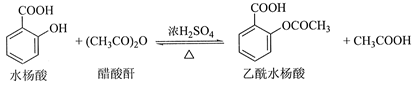 COOH
OH
+ (CH₃CO)₂O
浓H₂SO₄
△
COOH
OCOCH₃
+ CH₃COOH
水杨酸
醋酸酐
乙酰水杨酸